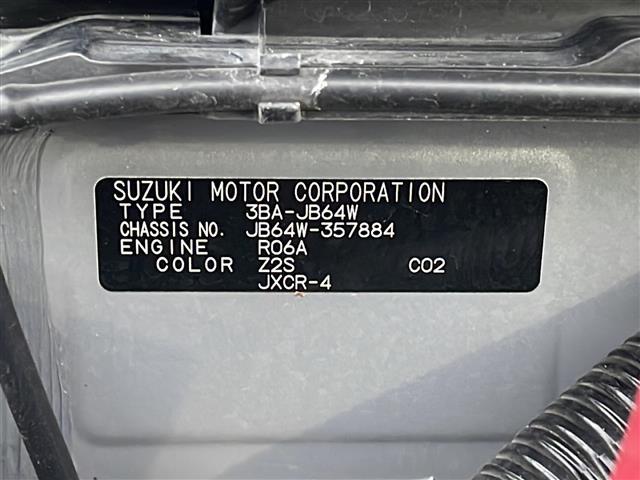 SUZUKI MOTOR CORPORATION
TYPE 3BA-JB64W
CHASSIS NO. JB64W-357884
ENGINE R06A
COLOR Z2S C02
JXCR-4